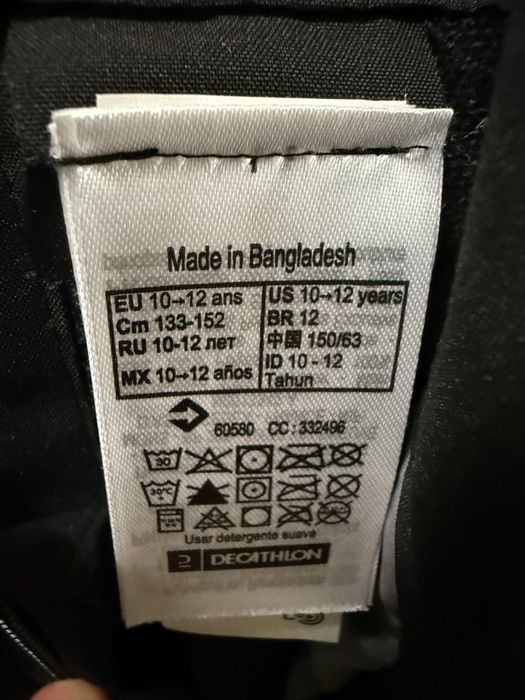 Made in Bangladesh
EU 10→12 ans
Cm 133-152
RU 10-12 лет
MX 10→12 años
US 10→12 years
BR 12
中国 150/63
ID 10 - 12
Tahun
60580 CC : 332496
30
30°C
Usar detergente suave
DECATHLON